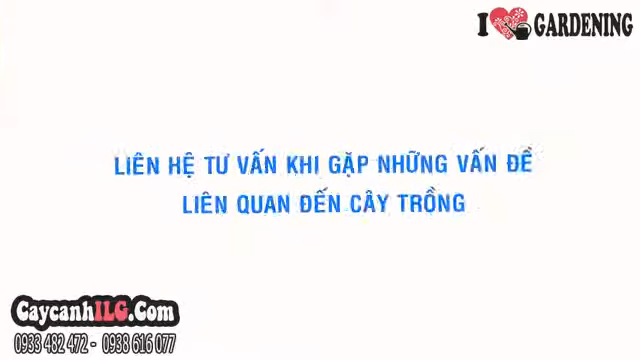 I GARDENING
LIÊN HỆ TƯ VẤN KHI GẶP NHỮNG VẤN ĐỀ
LIÊN QUAN ĐẾN CÂY TRỒNG
CaycanhILG.Com
0933 482 472 - 0938 616 077